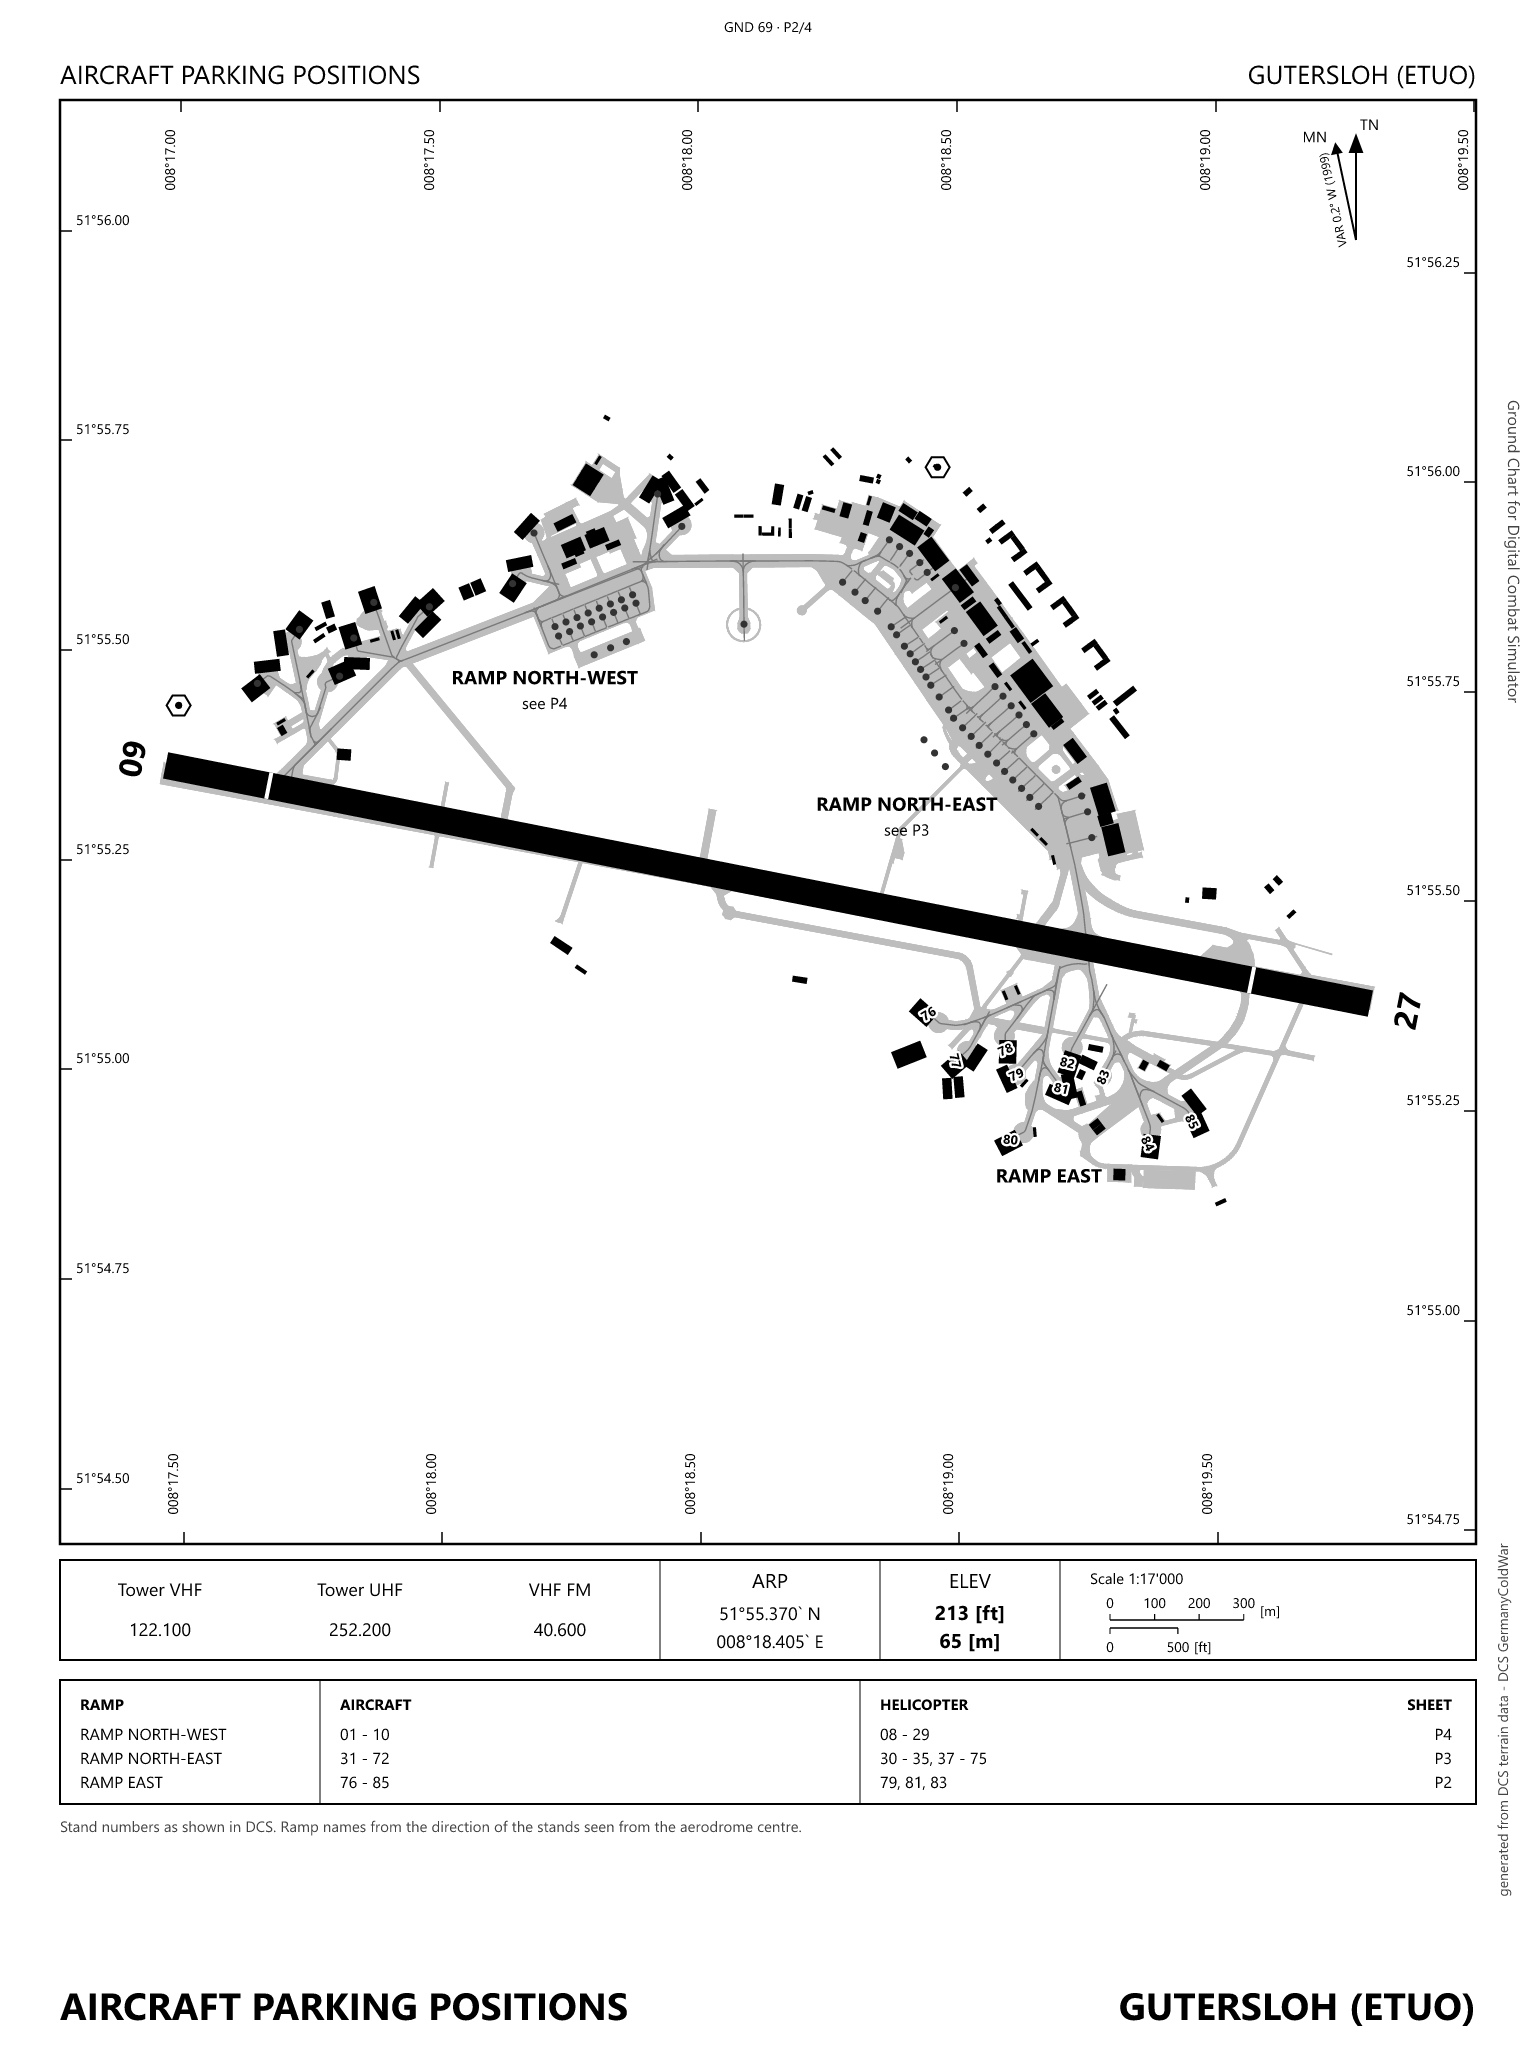 GND 69 · P2/4
AIRCRAFT PARKING POSITIONS
GUTERSLOH (ETUO)
008°17.00
008°17.50
008°18.00
008°18.50
008°19.00
008°19.50
MN
TN
VAR 0.2° W (1999)
51°56.00
51°56.25
51°55.75
51°56.00
51°55.50
51°55.75
RAMP NORTH-WEST
see P4
09
RAMP NORTH-EAST
see P3
51°55.25
51°55.50
27
76
77
78
79
80
81
82
83
84
85
51°55.00
51°55.25
RAMP EAST
51°54.75
51°55.00
51°54.50
51°54.75
008°17.50
008°18.00
008°18.50
008°19.00
008°19.50
Ground Chart for Digital Combat Simulator
generated from DCS terrain data - DCS GermanyColdWar
Tower VHF
122.100
Tower UHF
252.200
VHF FM
40.600
ARP
51°55.370` N
008°18.405` E
ELEV
213 [ft]
65 [m]
Scale 1:17'000
0 100 200 300 [m]
0 500 [ft]
RAMP AIRCRAFT HELICOPTER SHEET
RAMP NORTH-WEST 01 - 10 08 - 29 P4
RAMP NORTH-EAST 31 - 72 30 - 35, 37 - 75 P3
RAMP EAST 76 - 85 79, 81, 83 P2
Stand numbers as shown in DCS. Ramp names from the direction of the stands seen from the aerodrome centre.
AIRCRAFT PARKING POSITIONS
GUTERSLOH (ETUO)